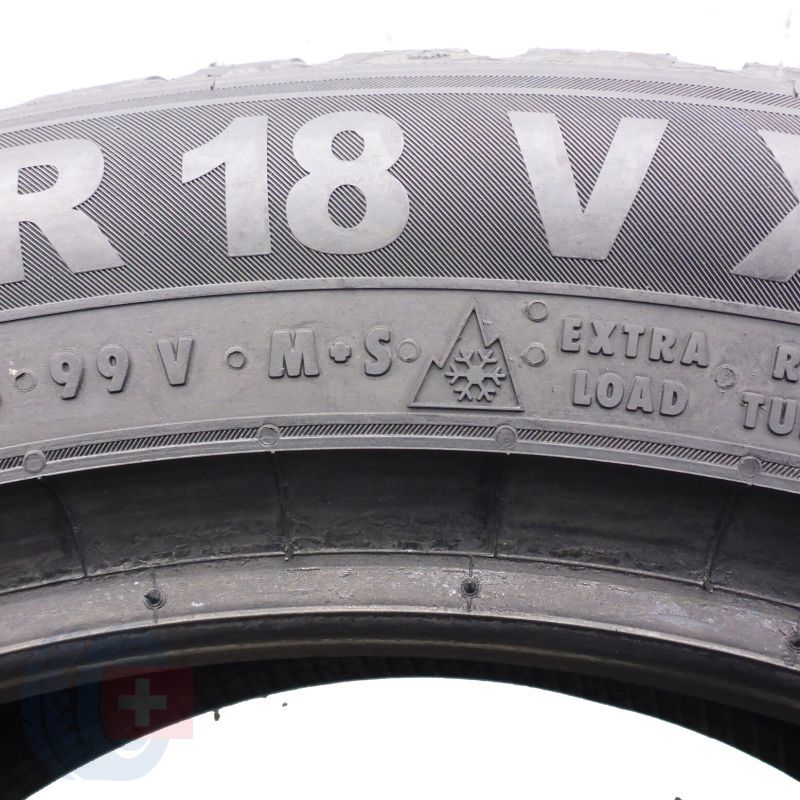 R 18 V X
99 V • M+S
EXTRA
LOAD